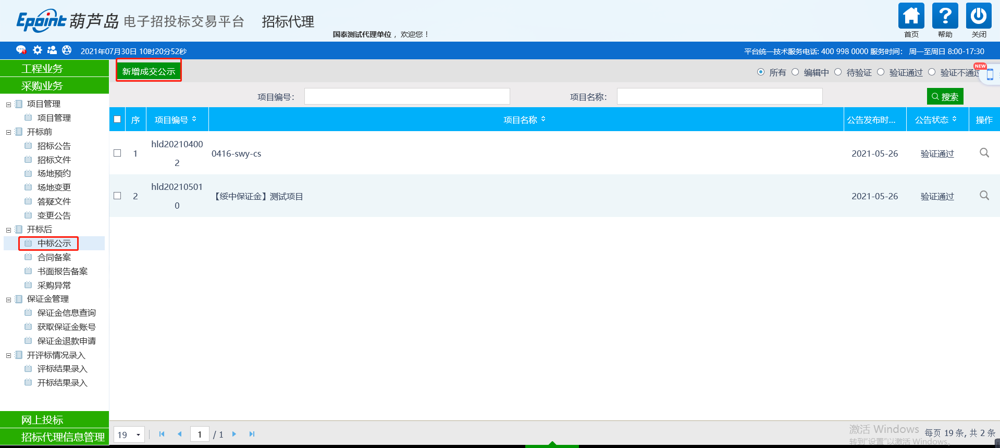 Epoint 葫芦岛 电子招投标交易平台 招标代理
国泰测试代理单位 ，欢迎您！
首页 帮助 关闭
2021年07月30日 10时20分52秒
平台统一技术服务电话: 400 998 0000 服务时间： 周一至周日 8:00-17:30
工程业务
采购业务
项目管理
项目管理
开标前
招标公告
招标文件
场地预约
场地变更
答疑文件
变更公告
开标后
中标公示
合同备案
书面报告备案
采购异常
保证金管理
保证金信息查询
获取保证金账号
保证金退款申请
开评标情况录入
评标结果录入
开标结果录入
网上投标
招标代理信息管理
新增成交公示
所有 编辑中 待验证 验证通过 验证不通过
NEW
项目编号： 项目名称： 搜索
序 项目编号 项目名称 公告发布时... 公告状态 操作
1 hld202104002 0416-swy-cs 2021-05-26 验证通过
2 hld202105010 【绥中保证金】测试项目 2021-05-26 验证通过
19 1 / 1
激活 Windows
每页 19 条, 共 2 条
转到"设置"以激活 Windows。